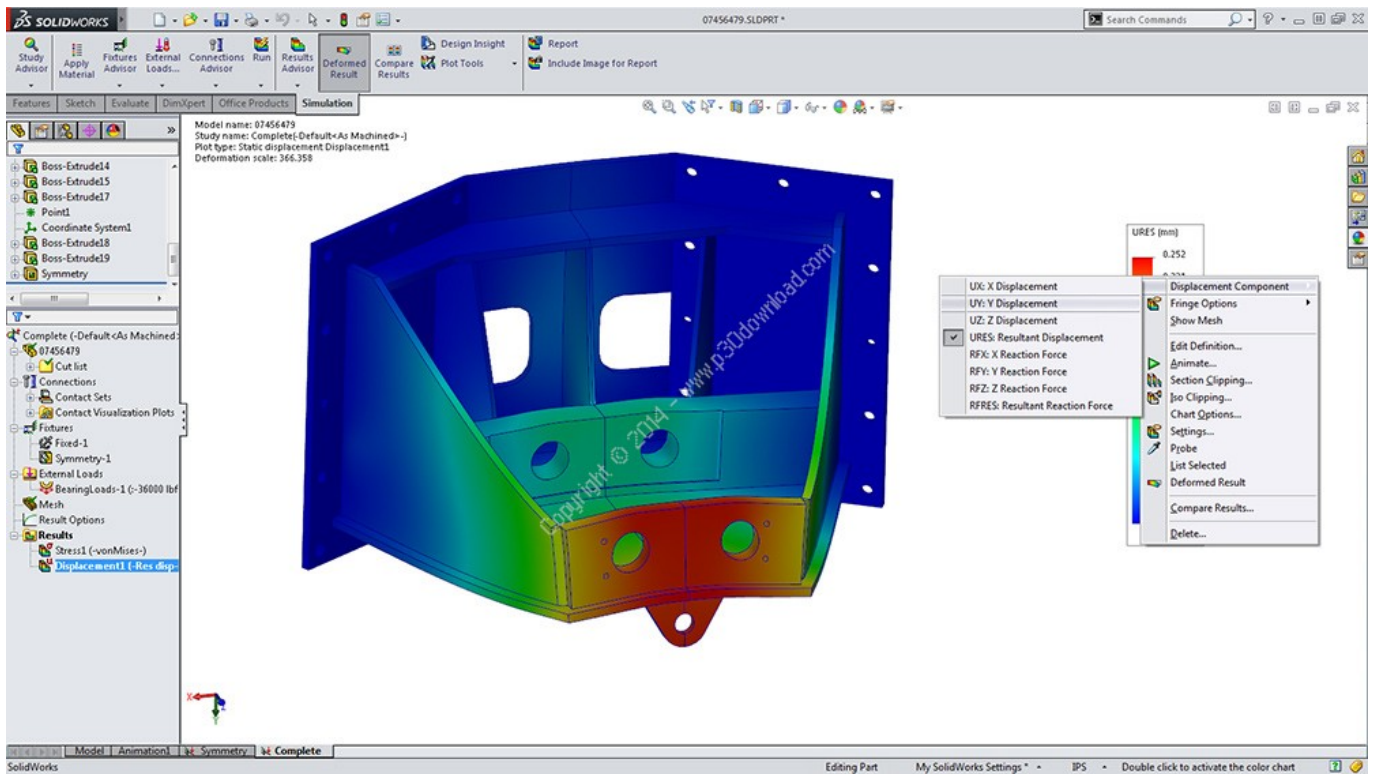 SOLIDWORKS
07456479.SLDPRT *
Search Commands
Study Advisor
Apply Material
Fixtures Advisor
External Loads...
Connections Advisor
Run
Results Advisor
Deformed Result
Compare Results
Design Insight
Plot Tools
Report
Include Image for Report
Features
Sketch
Evaluate
DimXpert
Office Products
Simulation
Model name: 07456479
Study name: Complete(-Default<As Machined>-)
Plot type: Static displacement Displacement1
Deformation scale: 366.358
Boss-Extrude14
Boss-Extrude15
Boss-Extrude17
Point1
Coordinate System1
Boss-Extrude18
Boss-Extrude19
Symmetry
Complete (-Default<As Machined>
07456479
Cut list
Connections
Contact Sets
Contact Visualization Plots
Fixtures
Fixed-1
Symmetry-1
External Loads
BearingLoads-1 (:-36000 lbf
Mesh
Result Options
Results
Stress1 (-vonMises-)
Displacement1 (-Res disp-
URES (mm)
0.252
UX: X Displacement
UY: Y Displacement
UZ: Z Displacement
URES: Resultant Displacement
RFX: X Reaction Force
RFY: Y Reaction Force
RFZ: Z Reaction Force
RFRES: Resultant Reaction Force
Displacement Component
Fringe Options
Show Mesh
Edit Definition...
Animate...
Section Clipping...
Iso Clipping...
Chart Options...
Settings...
Probe
List Selected
Deformed Result
Compare Results...
Delete...
Copyright © 2014 - www.p30download.com
X
Y
Model
Animation1
Symmetry
Complete
SolidWorks
Editing Part
My SolidWorks Settings *
IPS
Double click to activate the color chart